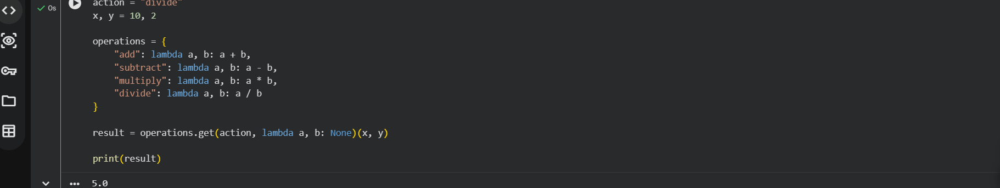 0s
action = "divide"
x, y = 10, 2
operations = {
    "add": lambda a, b: a + b,
    "subtract": lambda a, b: a - b,
    "multiply": lambda a, b: a * b,
    "divide": lambda a, b: a / b
}
result = operations.get(action, lambda a, b: None)(x, y)
print(result)
5.0